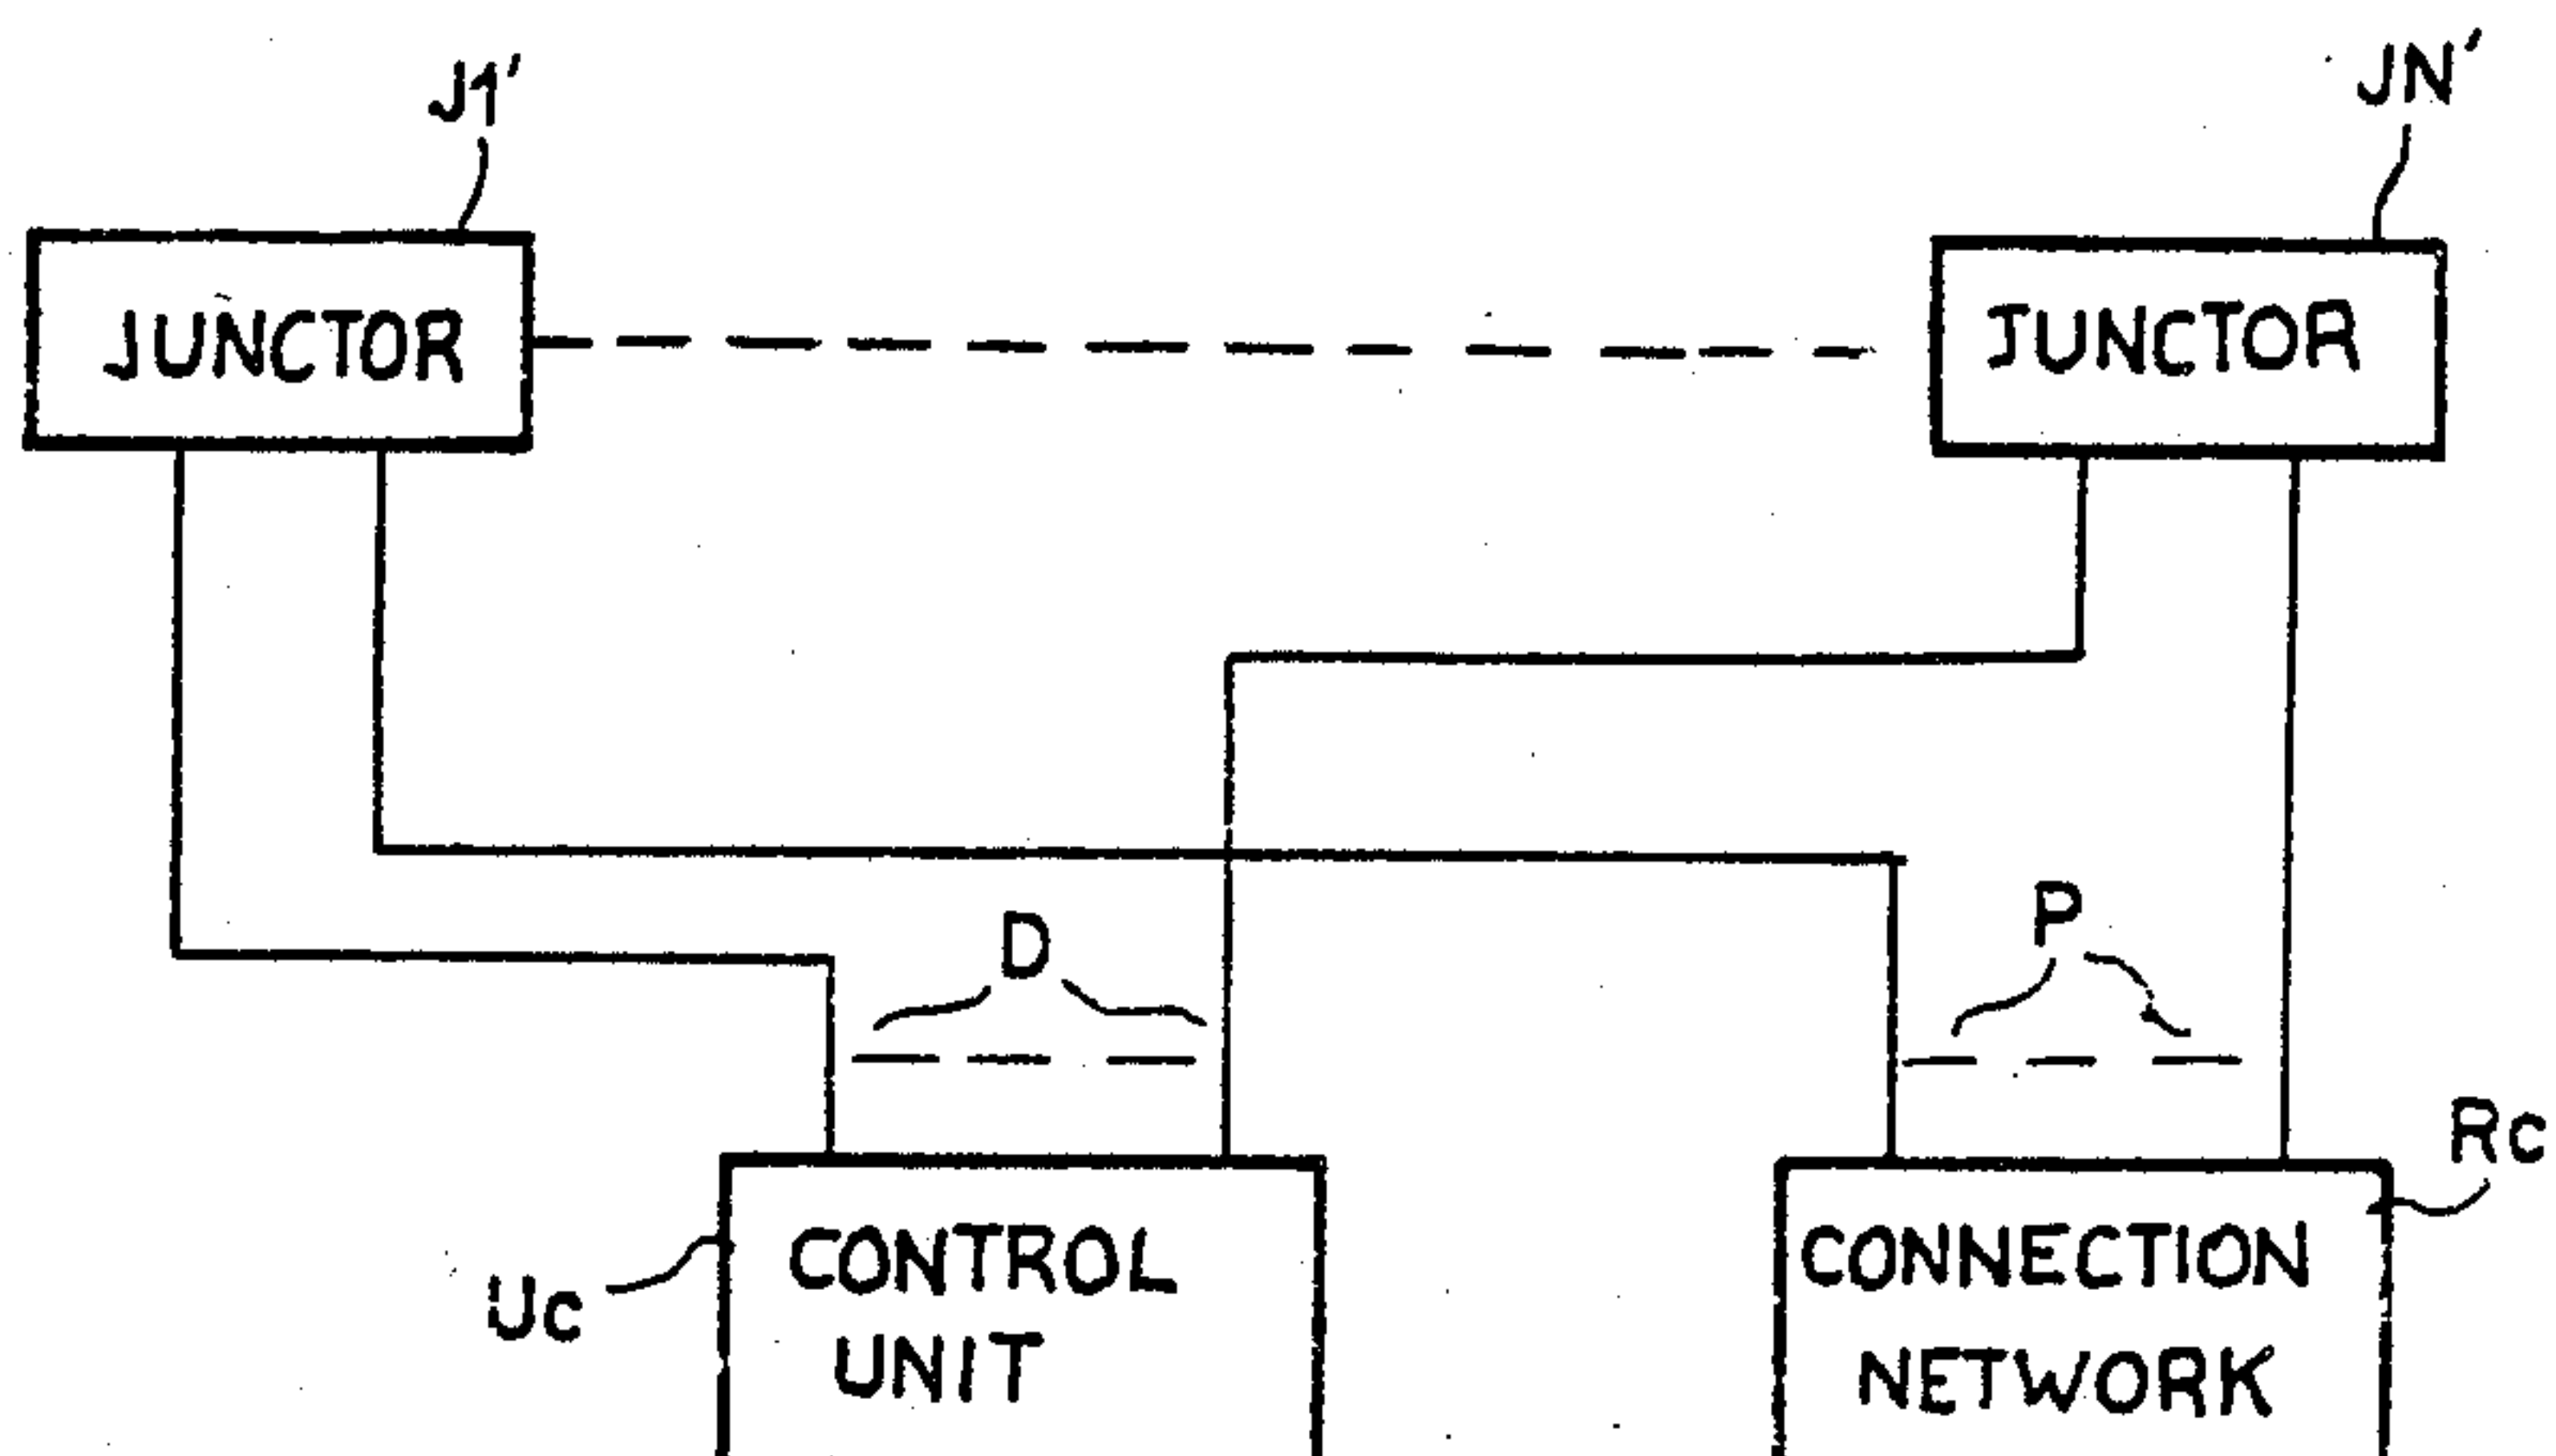 J1'
JN'
JUNCTOR
JUNCTOR
D
P
Rc
Uc
CONTROL
UNIT
CONNECTION
NETWORK